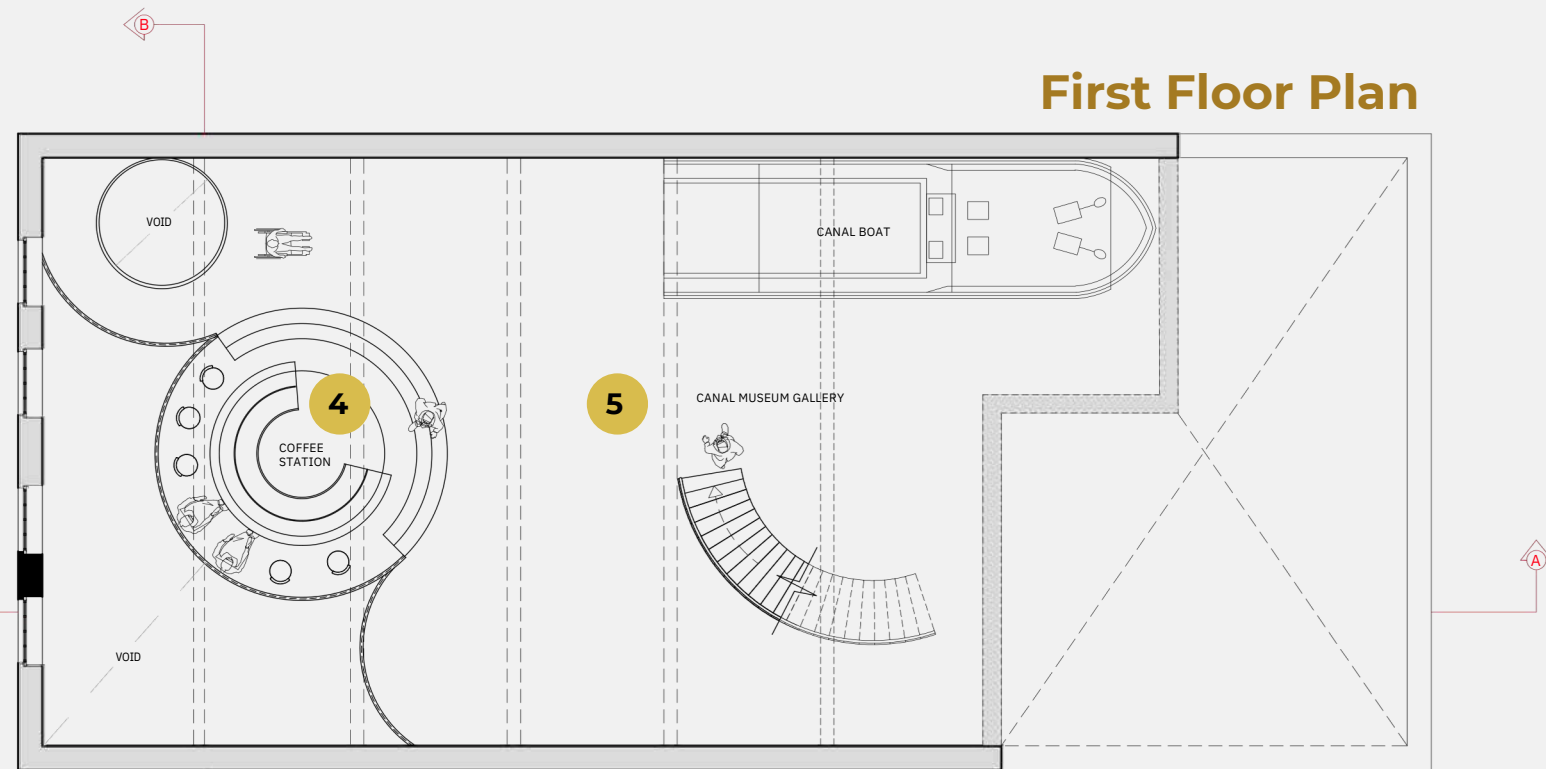 B
First Floor Plan
VOID
CANAL BOAT
4
5
CANAL MUSEUM GALLERY
COFFEE
STATION
A
VOID